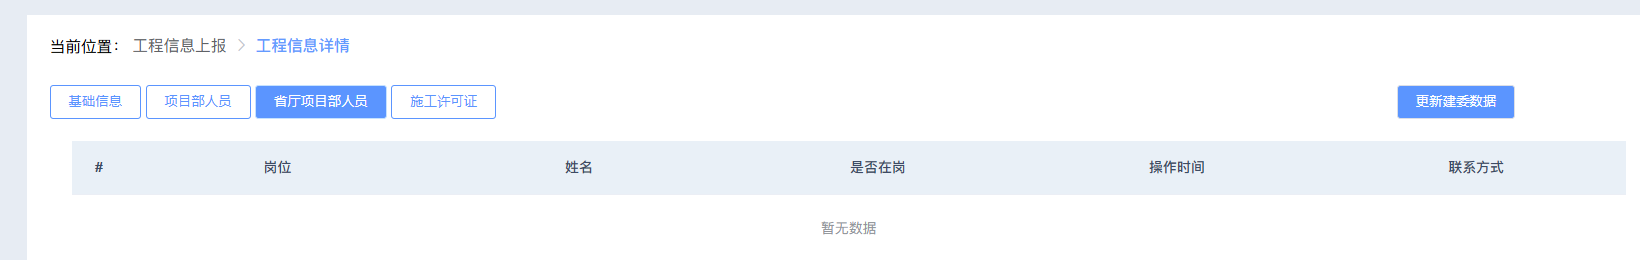 当前位置： 工程信息上报 > 工程信息详情
基础信息 项目部人员 省厅项目部人员 施工许可证 更新建委数据
# 岗位 姓名 是否在岗 操作时间 联系方式
暂无数据